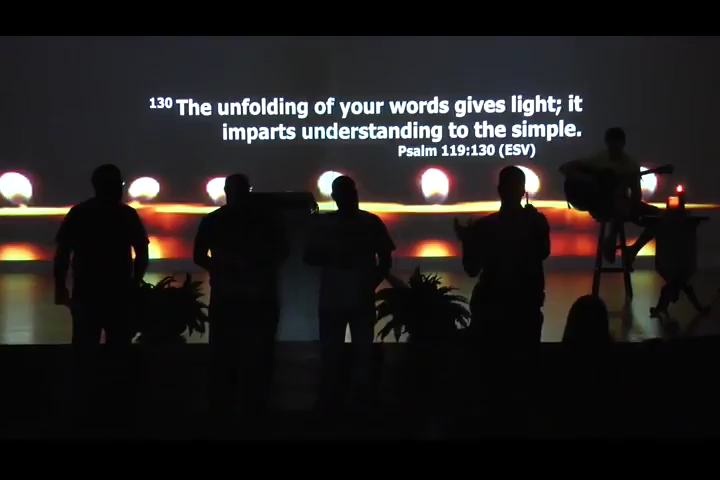 130 The unfolding of your words gives light; it
imparts understanding to the simple.
Psalm 119:130 (ESV)